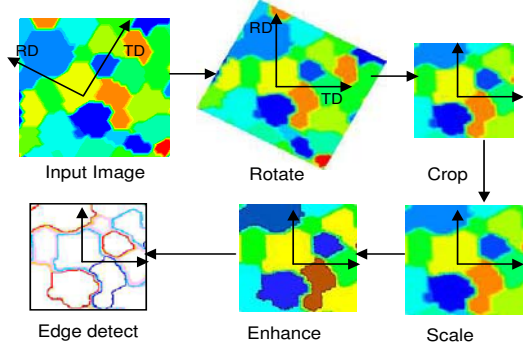 RD
TD
Input Image
RD
TD
Rotate
Crop
Edge detect
Enhance
Scale